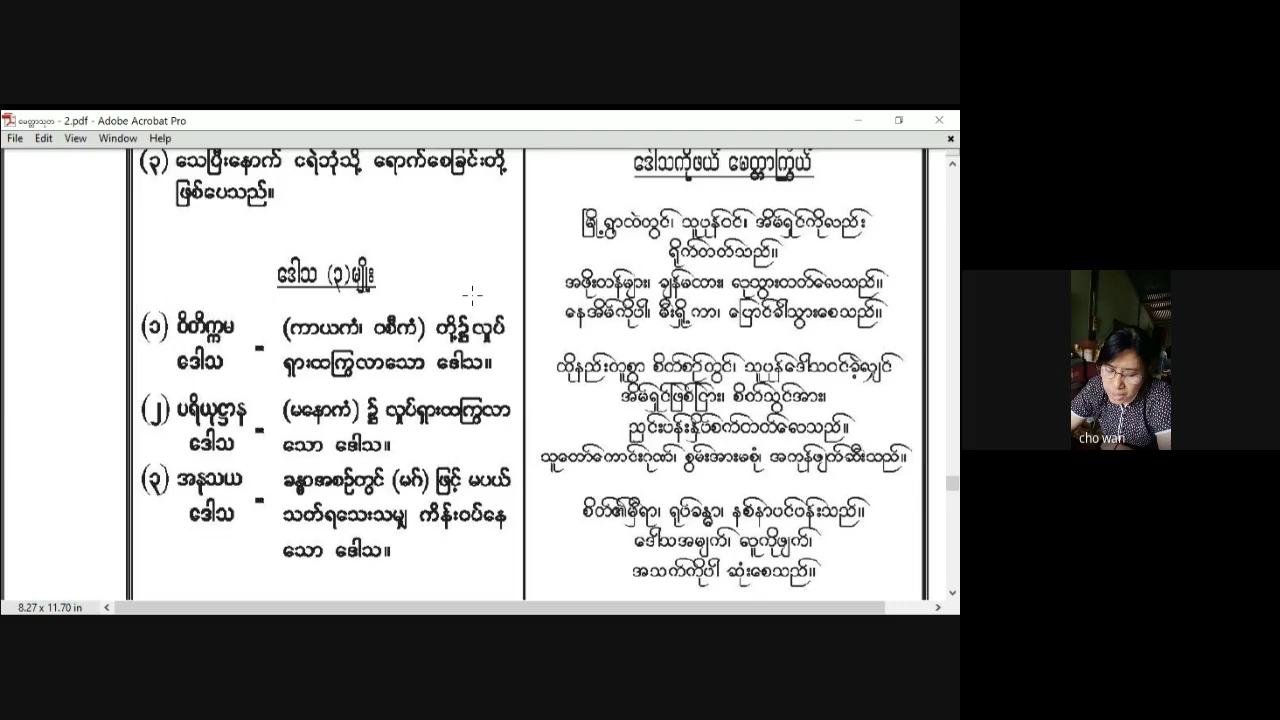 မေတ္တာသုတ - 2.pdf - Adobe Acrobat Pro
File Edit View Window Help
(၃) သေပြီးနောက် ငရဲဘုံသို့ ရောက်စေခြင်းတို့
ဖြစ်ပေသည်။
ဒေါသ (၃)မျိုး
(၁) ဝိတိက္ကမ
ဒေါသ
-
(ကာယကံ၊ ဝစီကံ) တို့၌လှုပ်
ရှားထကြွလာသော ဒေါသ။
(၂) ပရိယုဋ္ဌာန
ဒေါသ
-
(မနောကံ) ၌ လှုပ်ရှားထကြွလာ
သော ဒေါသ။
(၃) အနုသယ
ဒေါသ
-
ခန္ဓာအစဉ်တွင် (မဂ်) ဖြင့် မပယ်
သတ်ရသေးသမျှ ကိန်းဝပ်နေ
သော ဒေါသ။
ဒေါသကိုဖယ် မေတ္တာကြွယ်
မြို့ရွာထဲတွင်၊ သူပုန်ဝင်၊ အိမ်ရှင်ကိုလည်း
ရိုက်တတ်သည်။
အဖိုးတန်များ၊ ချန်မထား၊ လုသွားတတ်လေသည်။
နေအိမ်ကိုပါ၊ မီးရှို့ကာ၊ ပြောင်ခါသွားစေသည်။
ထိုနည်းတူစွာ စိတ်ရာ်တွင်၊ သူပုန်ဒေါသဝင်ခဲ့လျှင်
အိမ်ရှင်ဖြစ်ငြား၊ စိတ်သွင်အား၊
ညှင်းပန်းနှိပ်စက်တတ်လေသည်။
သူတော်ကောင်းဂုဏ်၊ စွမ်းအားမစုံ၊ အကုန်ဖျက်ဆီးသည်။
စိတ်၏မှီရာ၊ ရုပ်ခန္ဓာ၊ နစ်နာပင်ပန်းသည်။
ဒေါသအမျက်၊ လူကိုဖျက်၊
အသက်ကိုပါ ဆုံးစေသည်။
8.27 x 11.70 in
cho wan